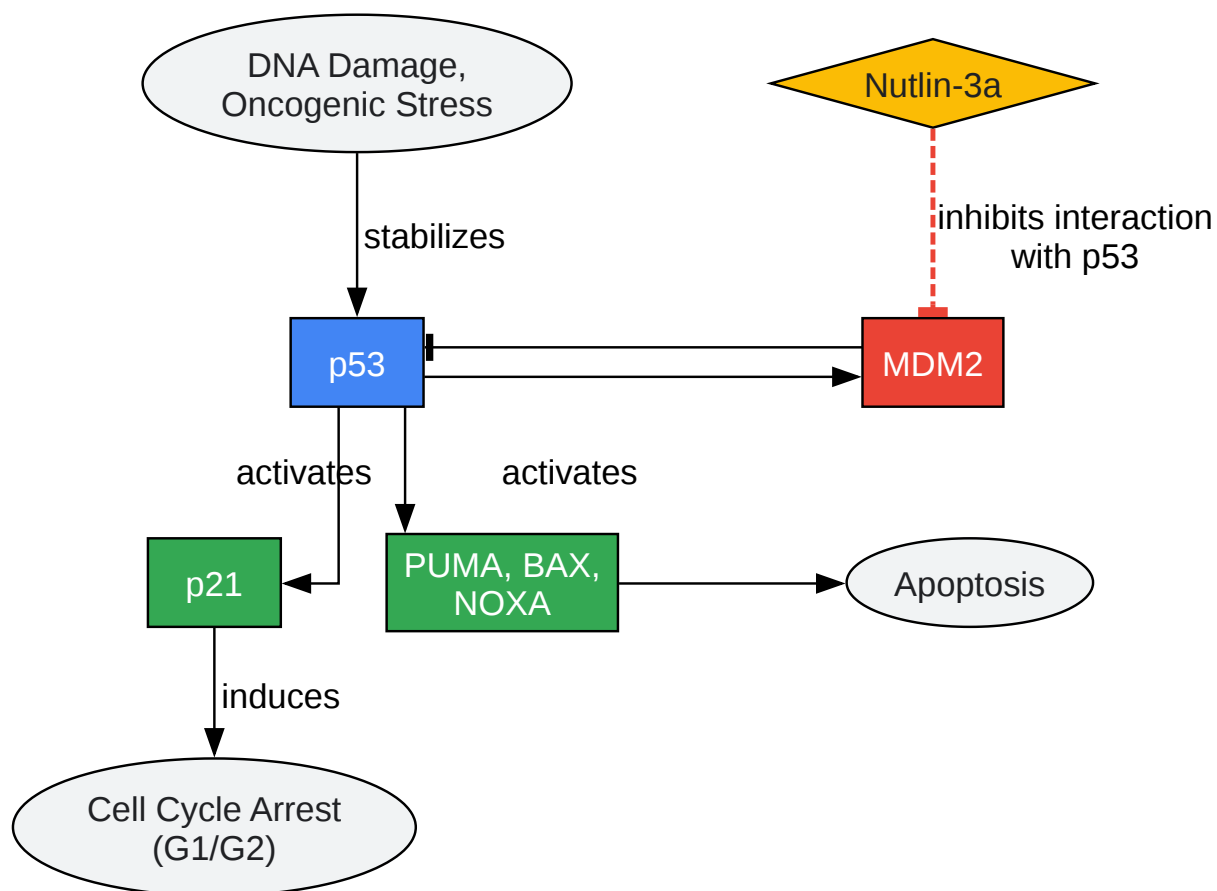 DNA Damage,
Oncogenic Stress
Nutlin-3a
stabilizes
inhibits interaction
with p53
p53
MDM2
activates
activates
p21
PUMA, BAX,
NOXA
Apoptosis
induces
Cell Cycle Arrest
(G1/G2)